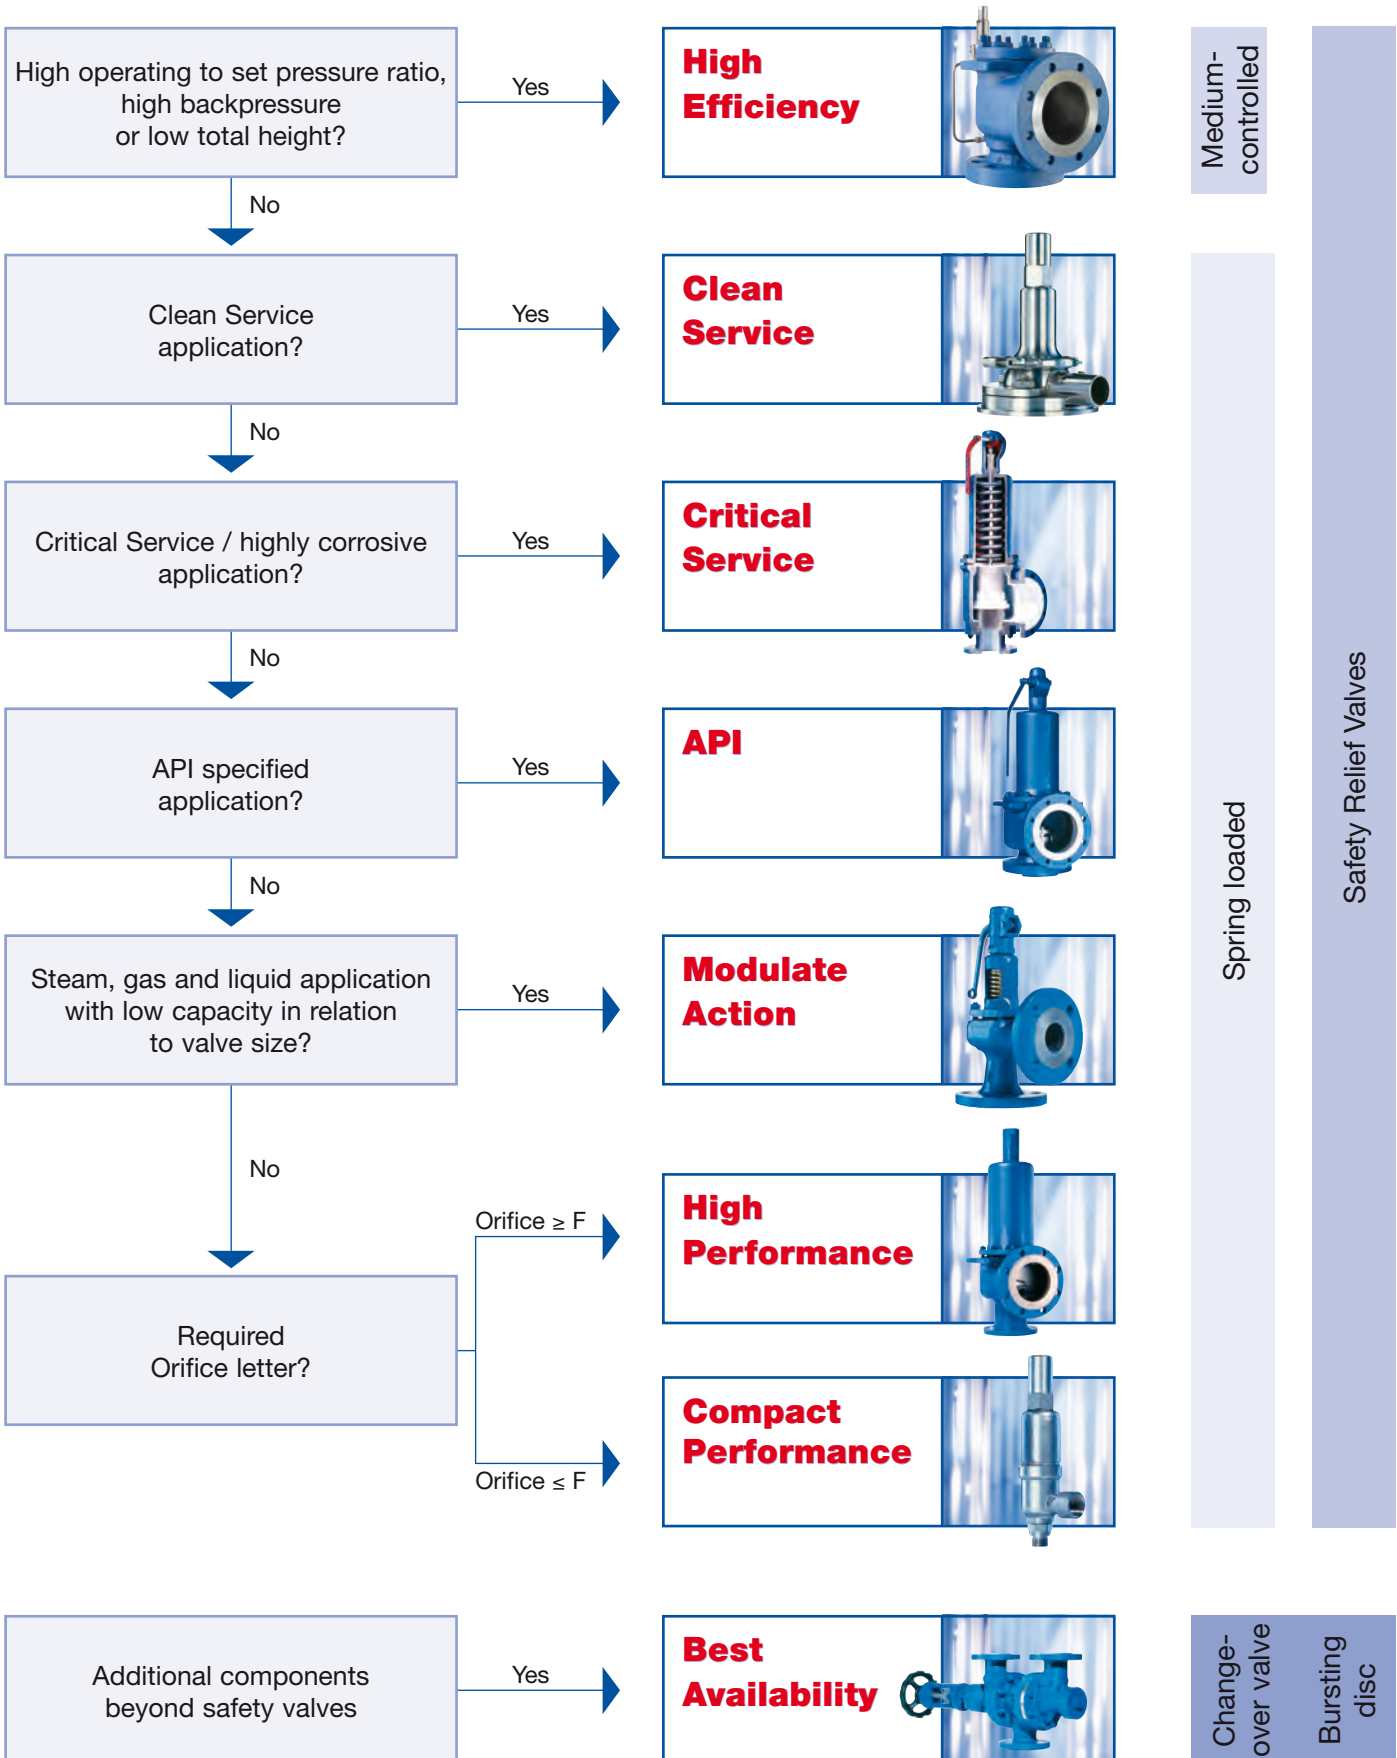 High operating to set pressure ratio,
high backpressure
or low total height?
Yes
High
Efficiency
Medium-
controlled
No
Clean Service
application?
Yes
Clean
Service
No
Critical Service / highly corrosive
application?
Yes
Critical
Service
No
API specified
application?
Yes
API
No
Steam, gas and liquid application
with low capacity in relation
to valve size?
Yes
Modulate
Action
No
Required
Orifice letter?
Orifice ≥ F
High
Performance
Orifice ≤ F
Compact
Performance
Spring loaded
Safety Relief Valves
Additional components
beyond safety valves
Yes
Best
Availability
Change-
over valve
Bursting
disc